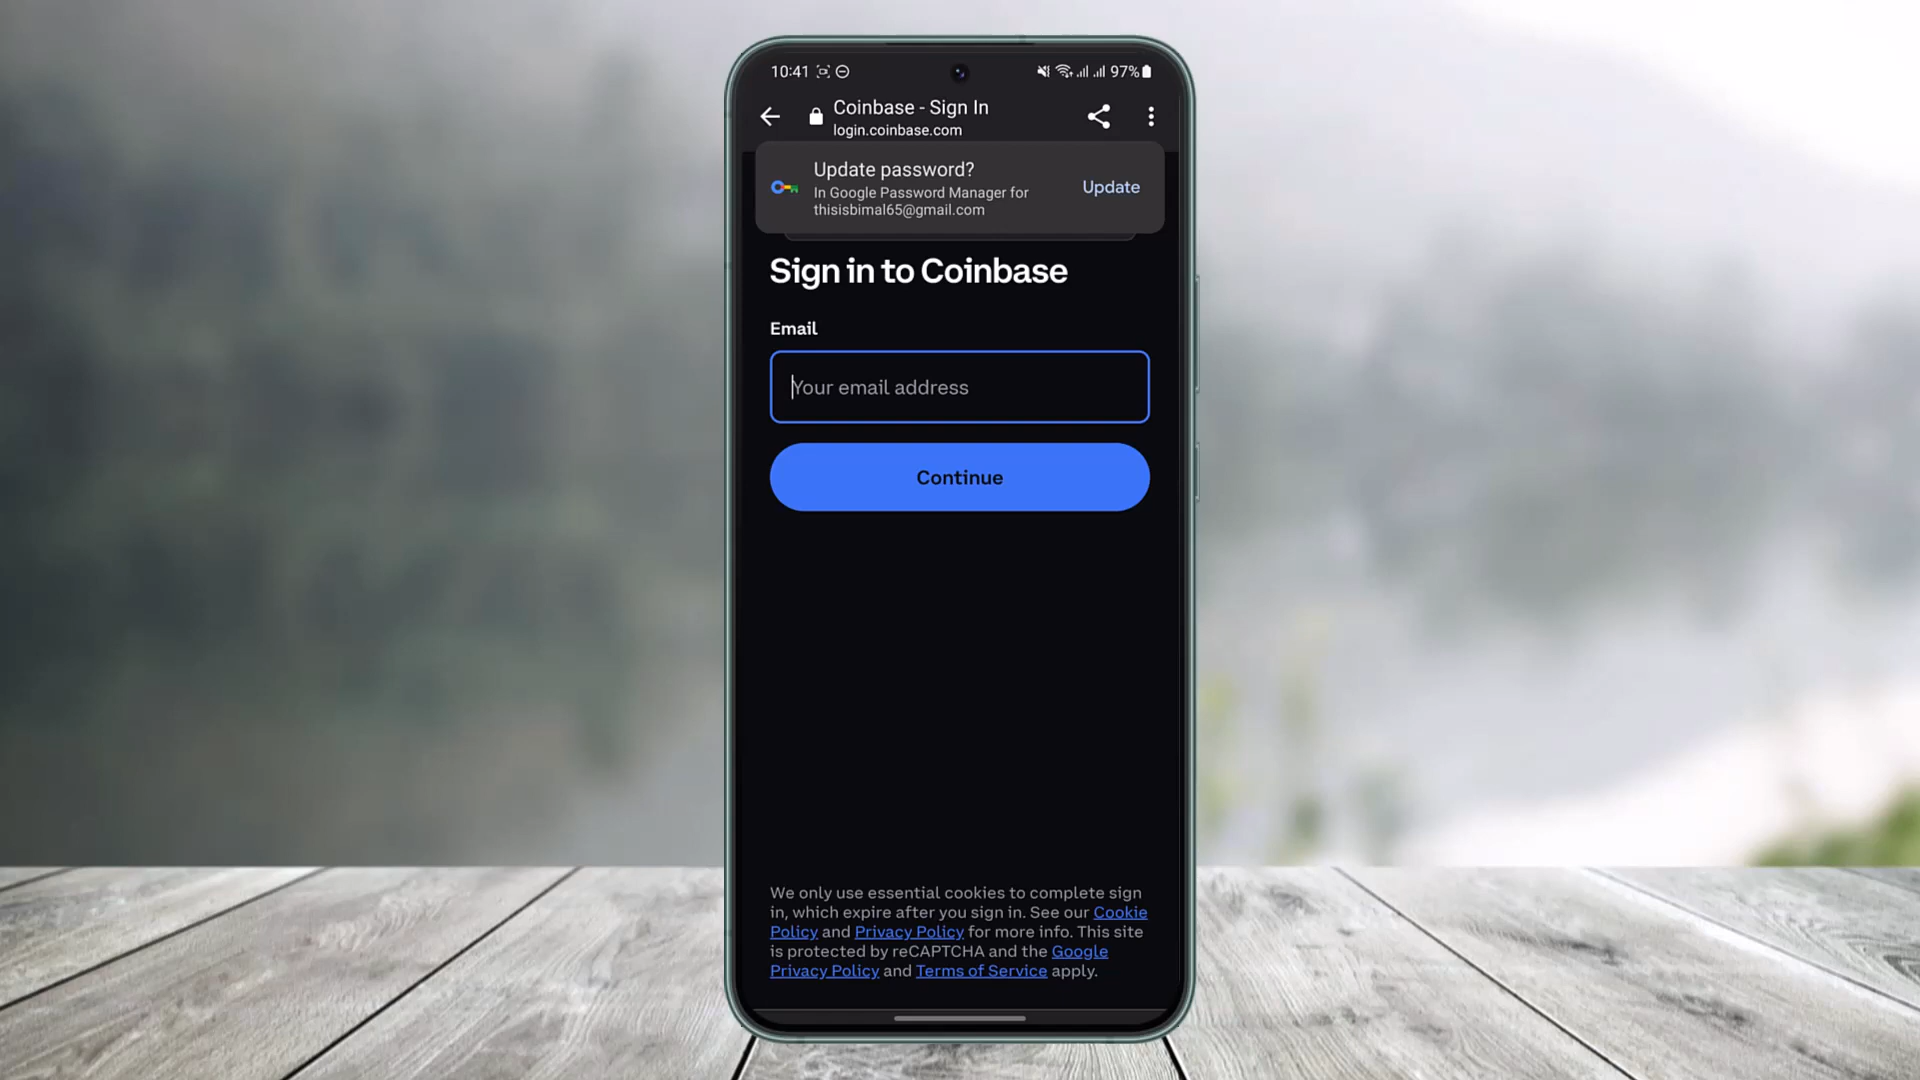 10:41
97%
Coinbase - Sign In
login.coinbase.com
Update password?
In Google Password Manager for
thisisbimal65@gmail.com
Update
Sign in to Coinbase
Email
Your email address
Continue
We only use essential cookies to complete sign
in, which expire after you sign in. See our Cookie
Policy and Privacy Policy for more info. This site
is protected by reCAPTCHA and the Google
Privacy Policy and Terms of Service apply.